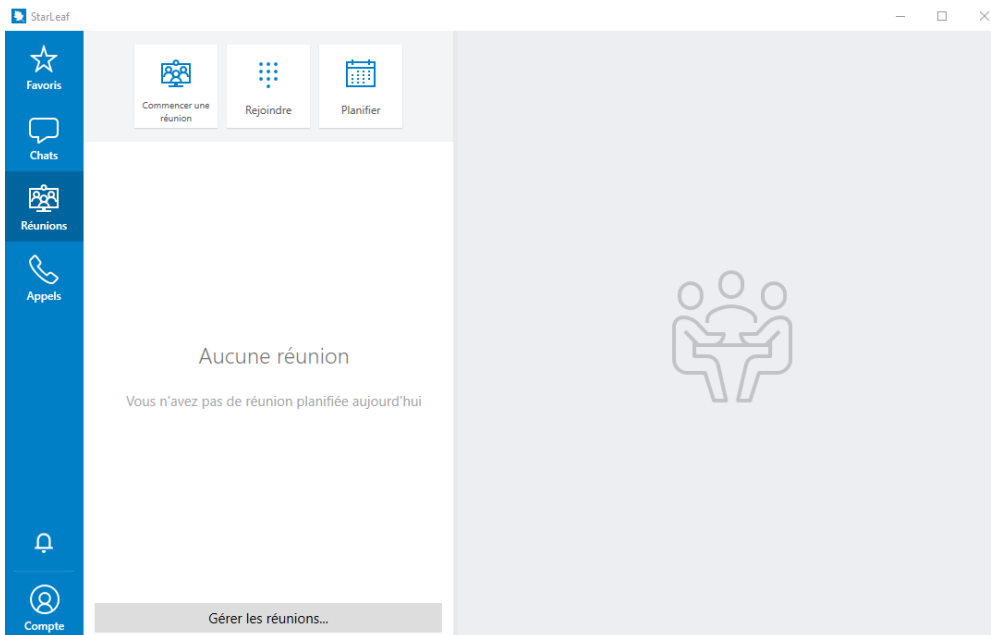 StarLeaf
Favoris
Chats
Réunions
Appels
Compte
Commencer une
réunion
Rejoindre
Planifier
Aucune réunion
Vous n'avez pas de réunion planifiée aujourd'hui
Gérer les réunions...